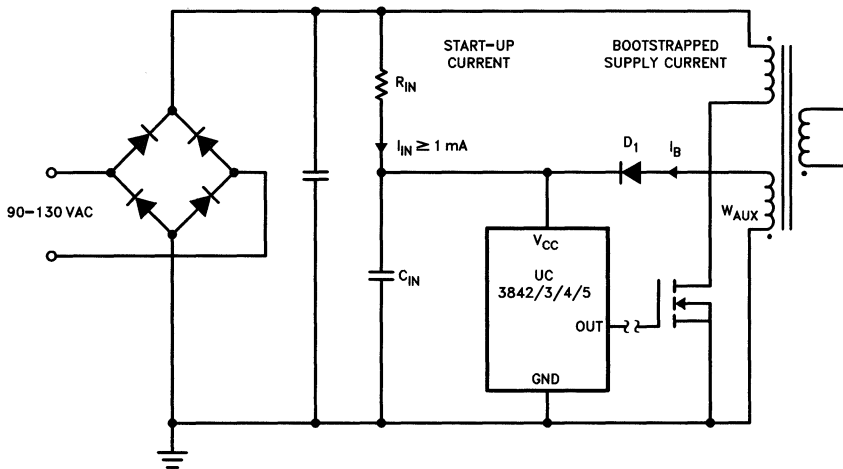 START-UP
CURRENT
BOOTSTRAPPED
SUPPLY CURRENT
R_IN
I_IN ≥ 1 mA
D_1
I_B
90–130 VAC
W_AUX
V_CC
UC
3842/3/4/5
C_IN
OUT
GND